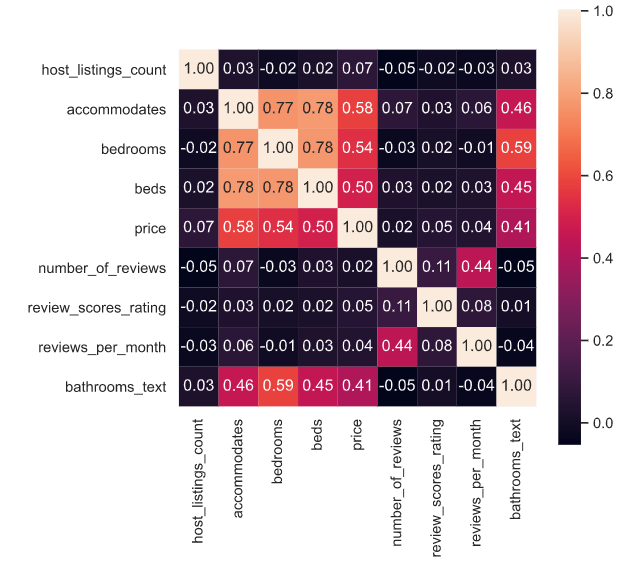 1.0
host_listings_count 1.00 0.03 -0.02 0.02 0.07 -0.05 -0.02 -0.03 0.03
accommodates 0.03 1.00 0.77 0.78 0.58 0.07 0.03 0.06 0.46
0.8
bedrooms -0.02 0.77 1.00 0.78 0.54 -0.03 0.02 -0.01 0.59
beds 0.02 0.78 0.78 1.00 0.50 0.03 0.02 0.03 0.45
0.6
price 0.07 0.58 0.54 0.50 1.00 0.02 0.05 0.04 0.41
number_of_reviews -0.05 0.07 -0.03 0.03 0.02 1.00 0.11 0.44 -0.05
0.4
review_scores_rating -0.02 0.03 0.02 0.02 0.05 0.11 1.00 0.08 0.01
0.2
reviews_per_month -0.03 0.06 -0.01 0.03 0.04 0.44 0.08 1.00 -0.04
bathrooms_text 0.03 0.46 0.59 0.45 0.41 -0.05 0.01 -0.04 1.00
0.0
host_listings_count
accommodates
bedrooms
beds
price
number_of_reviews
review_scores_rating
reviews_per_month
bathrooms_text